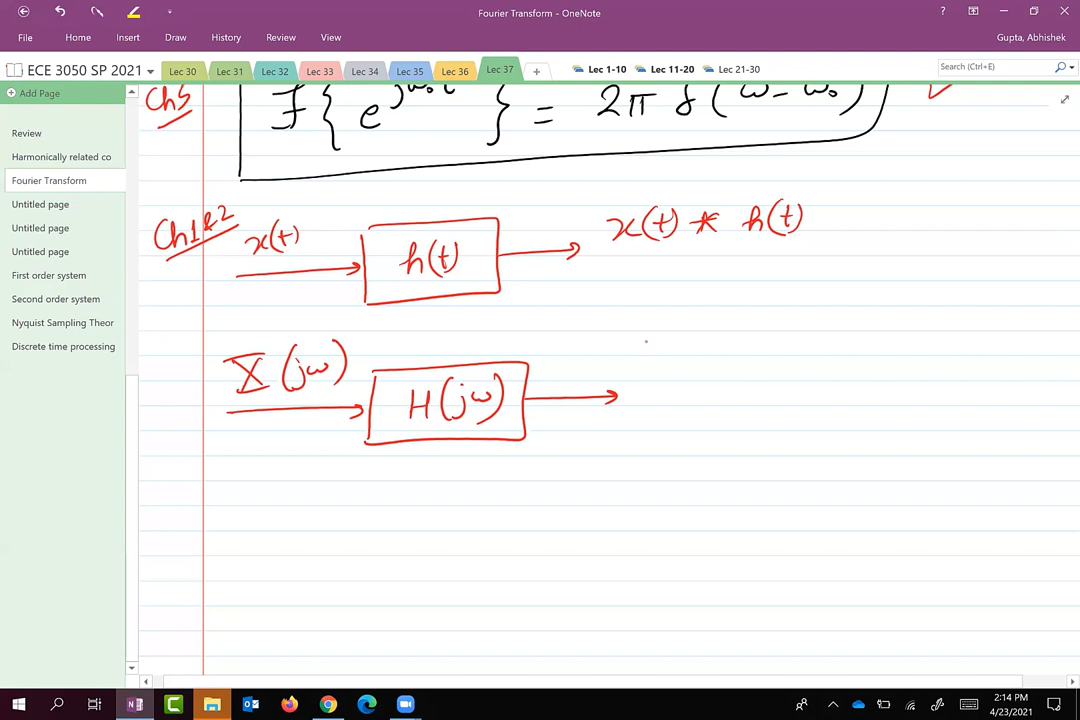 Fourier Transform - OneNote
Gupta, Abhishek
File Home Insert Draw History Review View
ECE 3050 SP 2021
Lec 30 Lec 31 Lec 32 Lec 33 Lec 34 Lec 35 Lec 36 Lec 37 Lec 1-10 Lec 11-20 Lec 21-30
Search (Ctrl+E)
Add Page
Review
Harmonically related co
Fourier Transform
Untitled page
Untitled page
Untitled page
First order system
Second order system
Nyquist Sampling Theor
Discrete time processing
Ch5
F{e^{jω₀t}} = 2π δ(ω-ω₀)
Ch1&2
x(t) h(t) x(t) * h(t)
X(jω) H(jω)
2:14 PM
4/23/2021